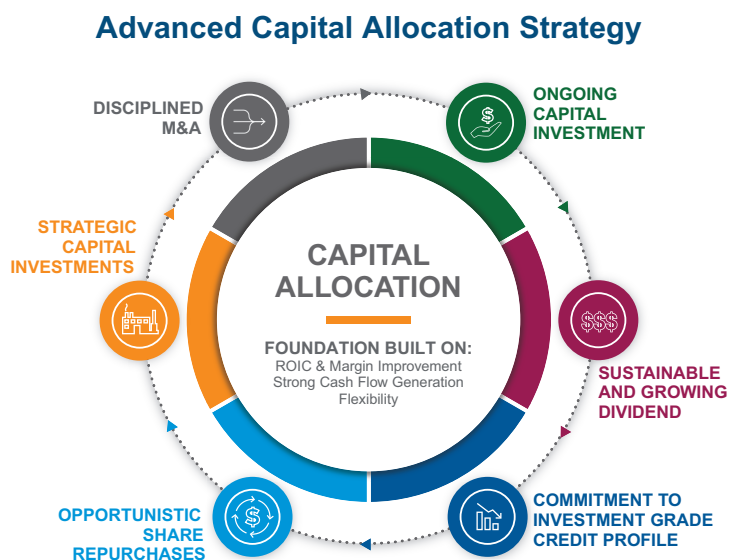 Advanced Capital Allocation Strategy
DISCIPLINED
M&A
ONGOING
CAPITAL
INVESTMENT
$
STRATEGIC
CAPITAL
INVESTMENTS
CAPITAL
ALLOCATION
FOUNDATION BUILT ON:
ROIC & Margin Improvement
Strong Cash Flow Generation
Flexibility
$$$
SUSTAINABLE
AND GROWING
DIVIDEND
OPPORTUNISTIC
SHARE
REPURCHASES
$
COMMITMENT TO
INVESTMENT GRADE
CREDIT PROFILE